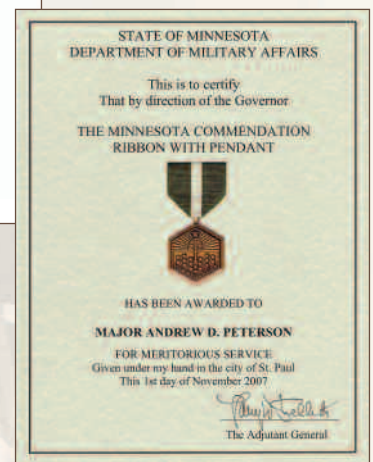 STATE OF MINNESOTA
DEPARTMENT OF MILITARY AFFAIRS
This is to certify
That by direction of the Governor
THE MINNESOTA COMMENDATION
RIBBON WITH PENDANT
HAS BEEN AWARDED TO
MAJOR ANDREW D. PETERSON
FOR MERITORIOUS SERVICE
Given under my hand in the city of St. Paul
This 1st day of November 2007
The Adjutant General